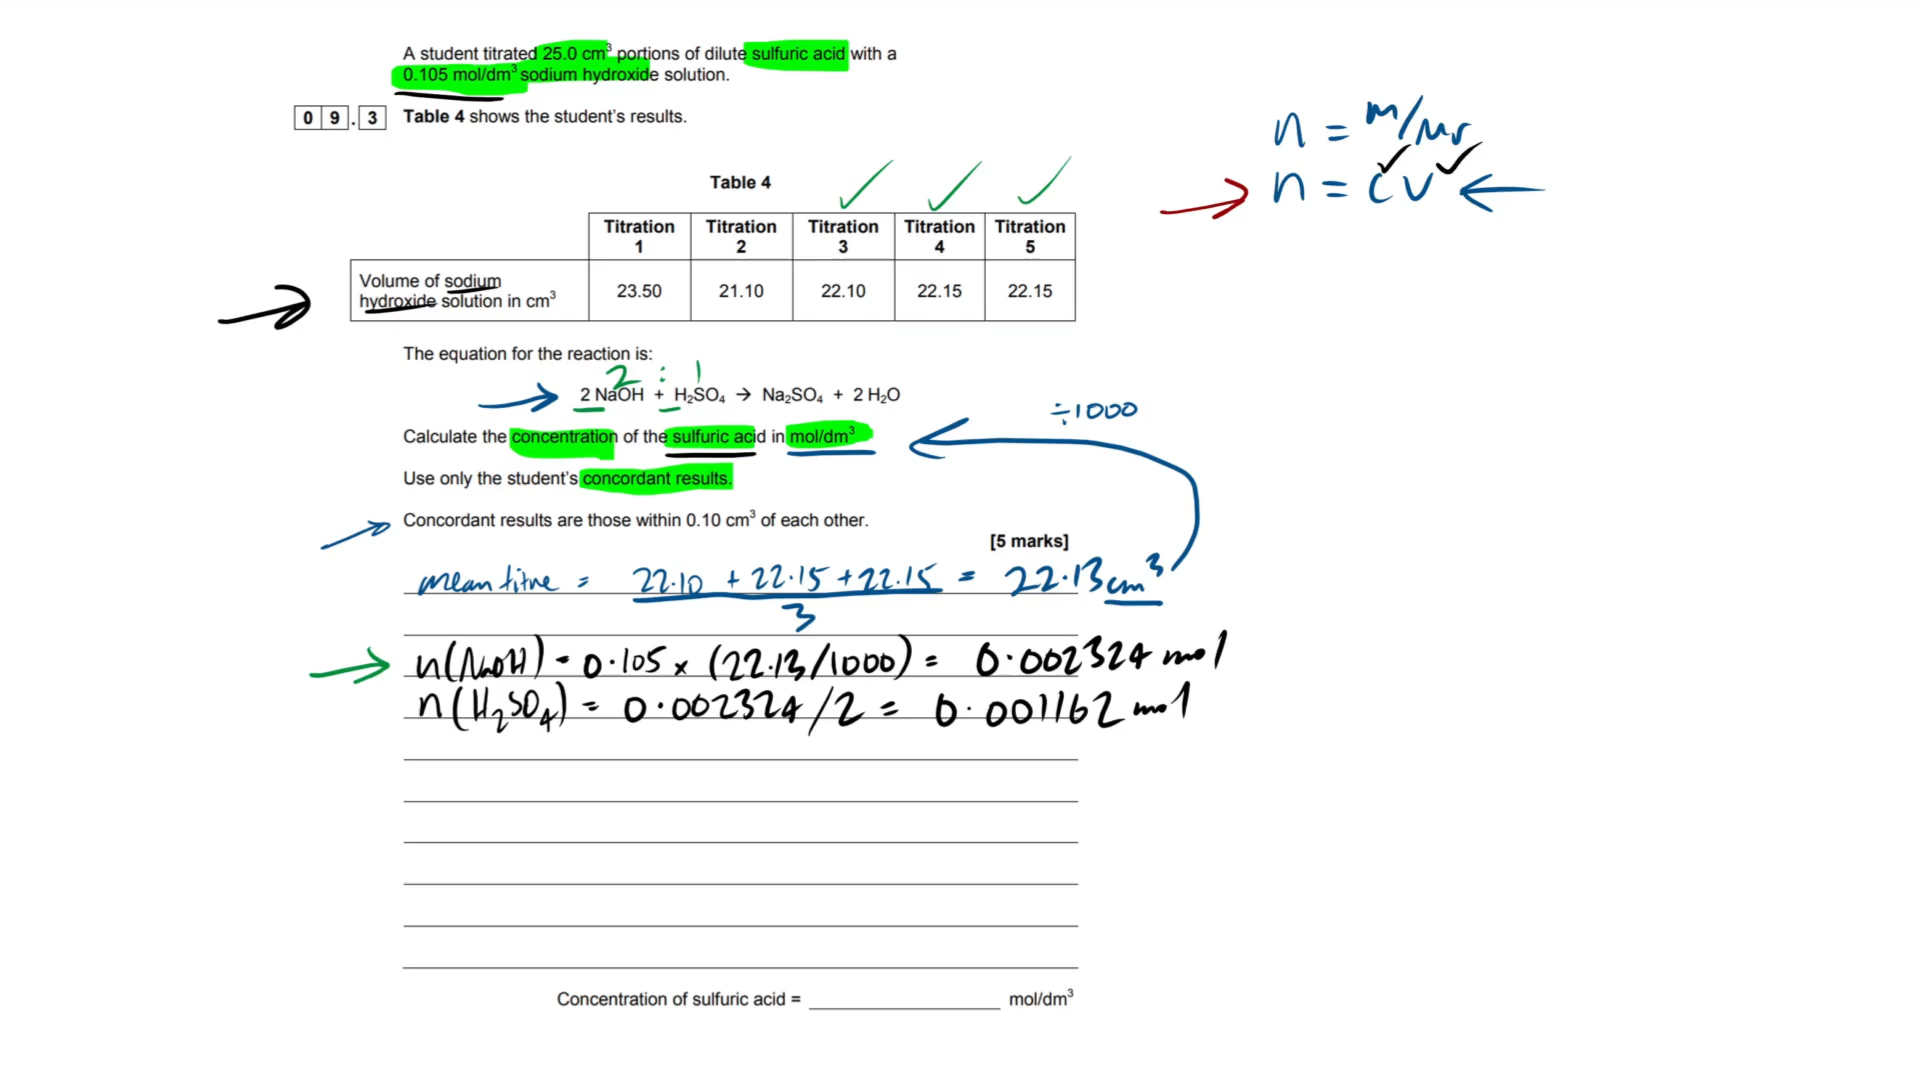 A student titrated 25.0 cm³ portions of dilute sulfuric acid with a
0.105 mol/dm³ sodium hydroxide solution.
0 9 . 3 Table 4 shows the student's results.
n = m/Mr
n = cv
Table 4
Titration 1 Titration 2 Titration 3 Titration 4 Titration 5
Volume of sodium hydroxide solution in cm³ 23.50 21.10 22.10 22.15 22.15
The equation for the reaction is:
2 : 1
2 NaOH + H₂SO₄ → Na₂SO₄ + 2 H₂O
÷1000
Calculate the concentration of the sulfuric acid in mol/dm³
Use only the student's concordant results.
Concordant results are those within 0.10 cm³ of each other.
[5 marks]
mean titre = 22.10 + 22.15 + 22.15 / 3 = 22.13 cm³
n(NaOH) = 0.105 × (22.13/1000) = 0.002324 mol
n(H₂SO₄) = 0.002324/2 = 0.001162 mol
Concentration of sulfuric acid = ________ mol/dm³